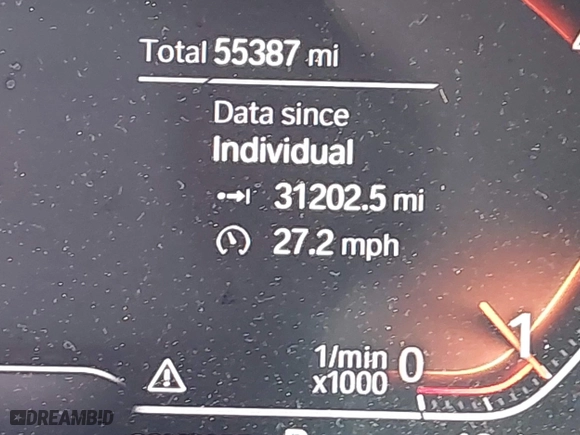 Total 55387 mi
Data since
Individual
31202.5 mi
27.2 mph
1/min
x1000
0
1
DREAMBID